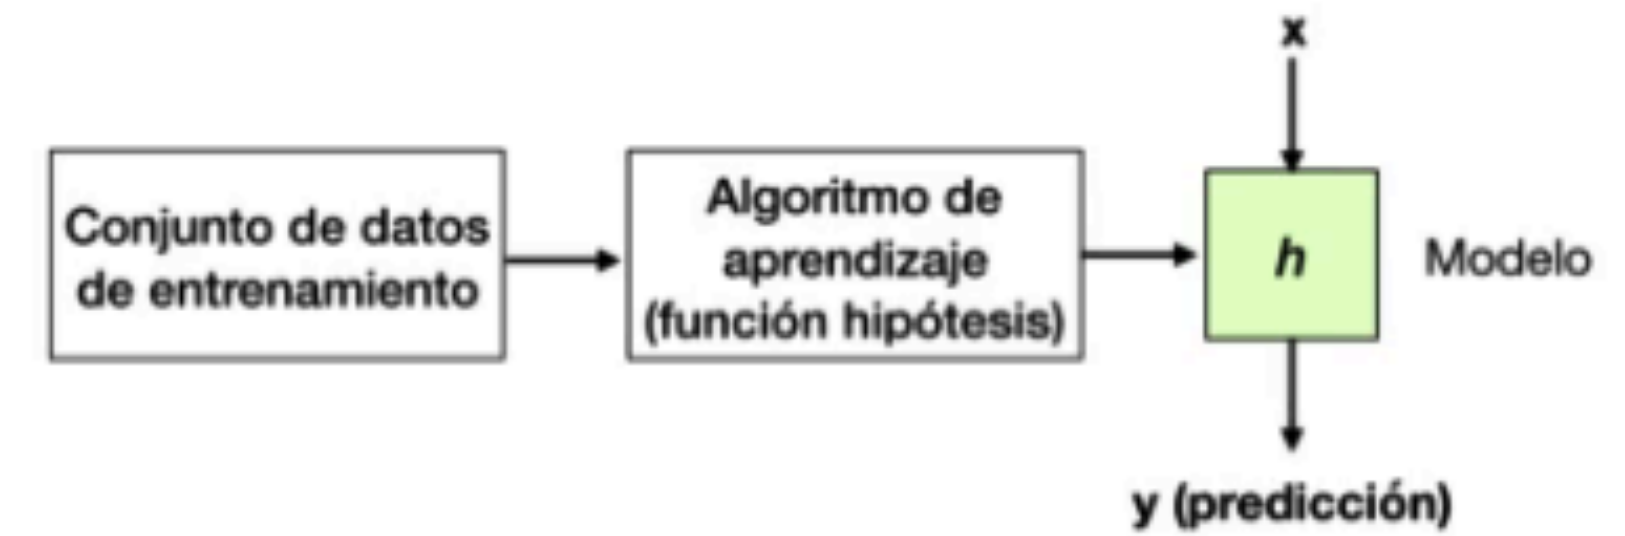 x
Conjunto de datos
de entrenamiento
Algoritmo de
aprendizaje
(función hipótesis)
h
Modelo
y (predicción)